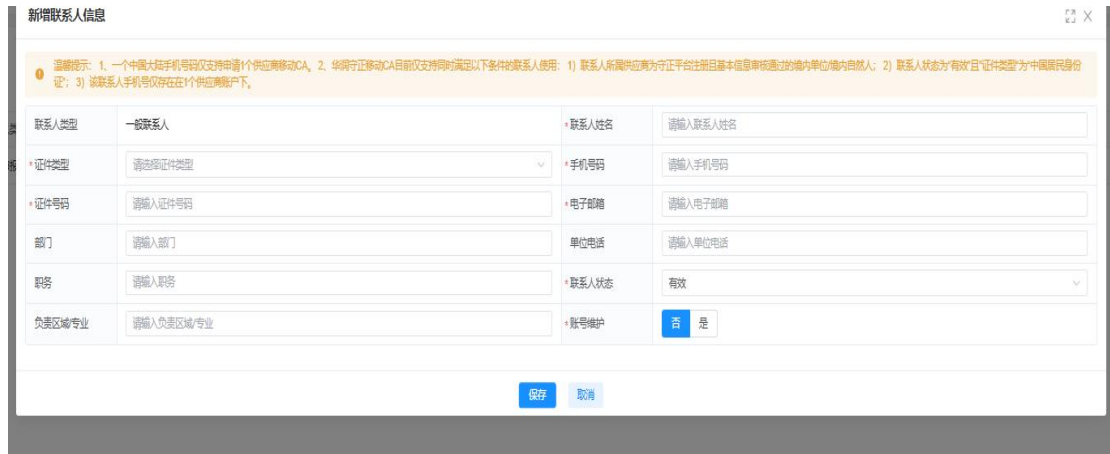 新增联系人信息
温馨提示：1、一个中国大陆手机号码仅支持申请1个供应商移动CA。2、华润守正移动CA目前仅支持同时满足以下条件的联系人使用：1）联系人所属供应商为守正平台注册且基本信息审核通过的境内单位/境内自然人；2）联系人状态为“有效”且“证件类型”为“中国居民身份
证”；3）该联系人手机号仅存在在1个供应商账户下。
联系人类型 一般联系人 *联系人姓名 请输入联系人姓名
*证件类型 请选择证件类型 *手机号码 请输入手机号码
*证件号码 请输入证件号码 *电子邮箱 请输入电子邮箱
部门 请输入部门 单位电话 请输入单位电话
职务 请输入职务 *联系人状态 有效
负责区域/专业 请输入负责区域/专业 *账号维护 否 是
保存 取消